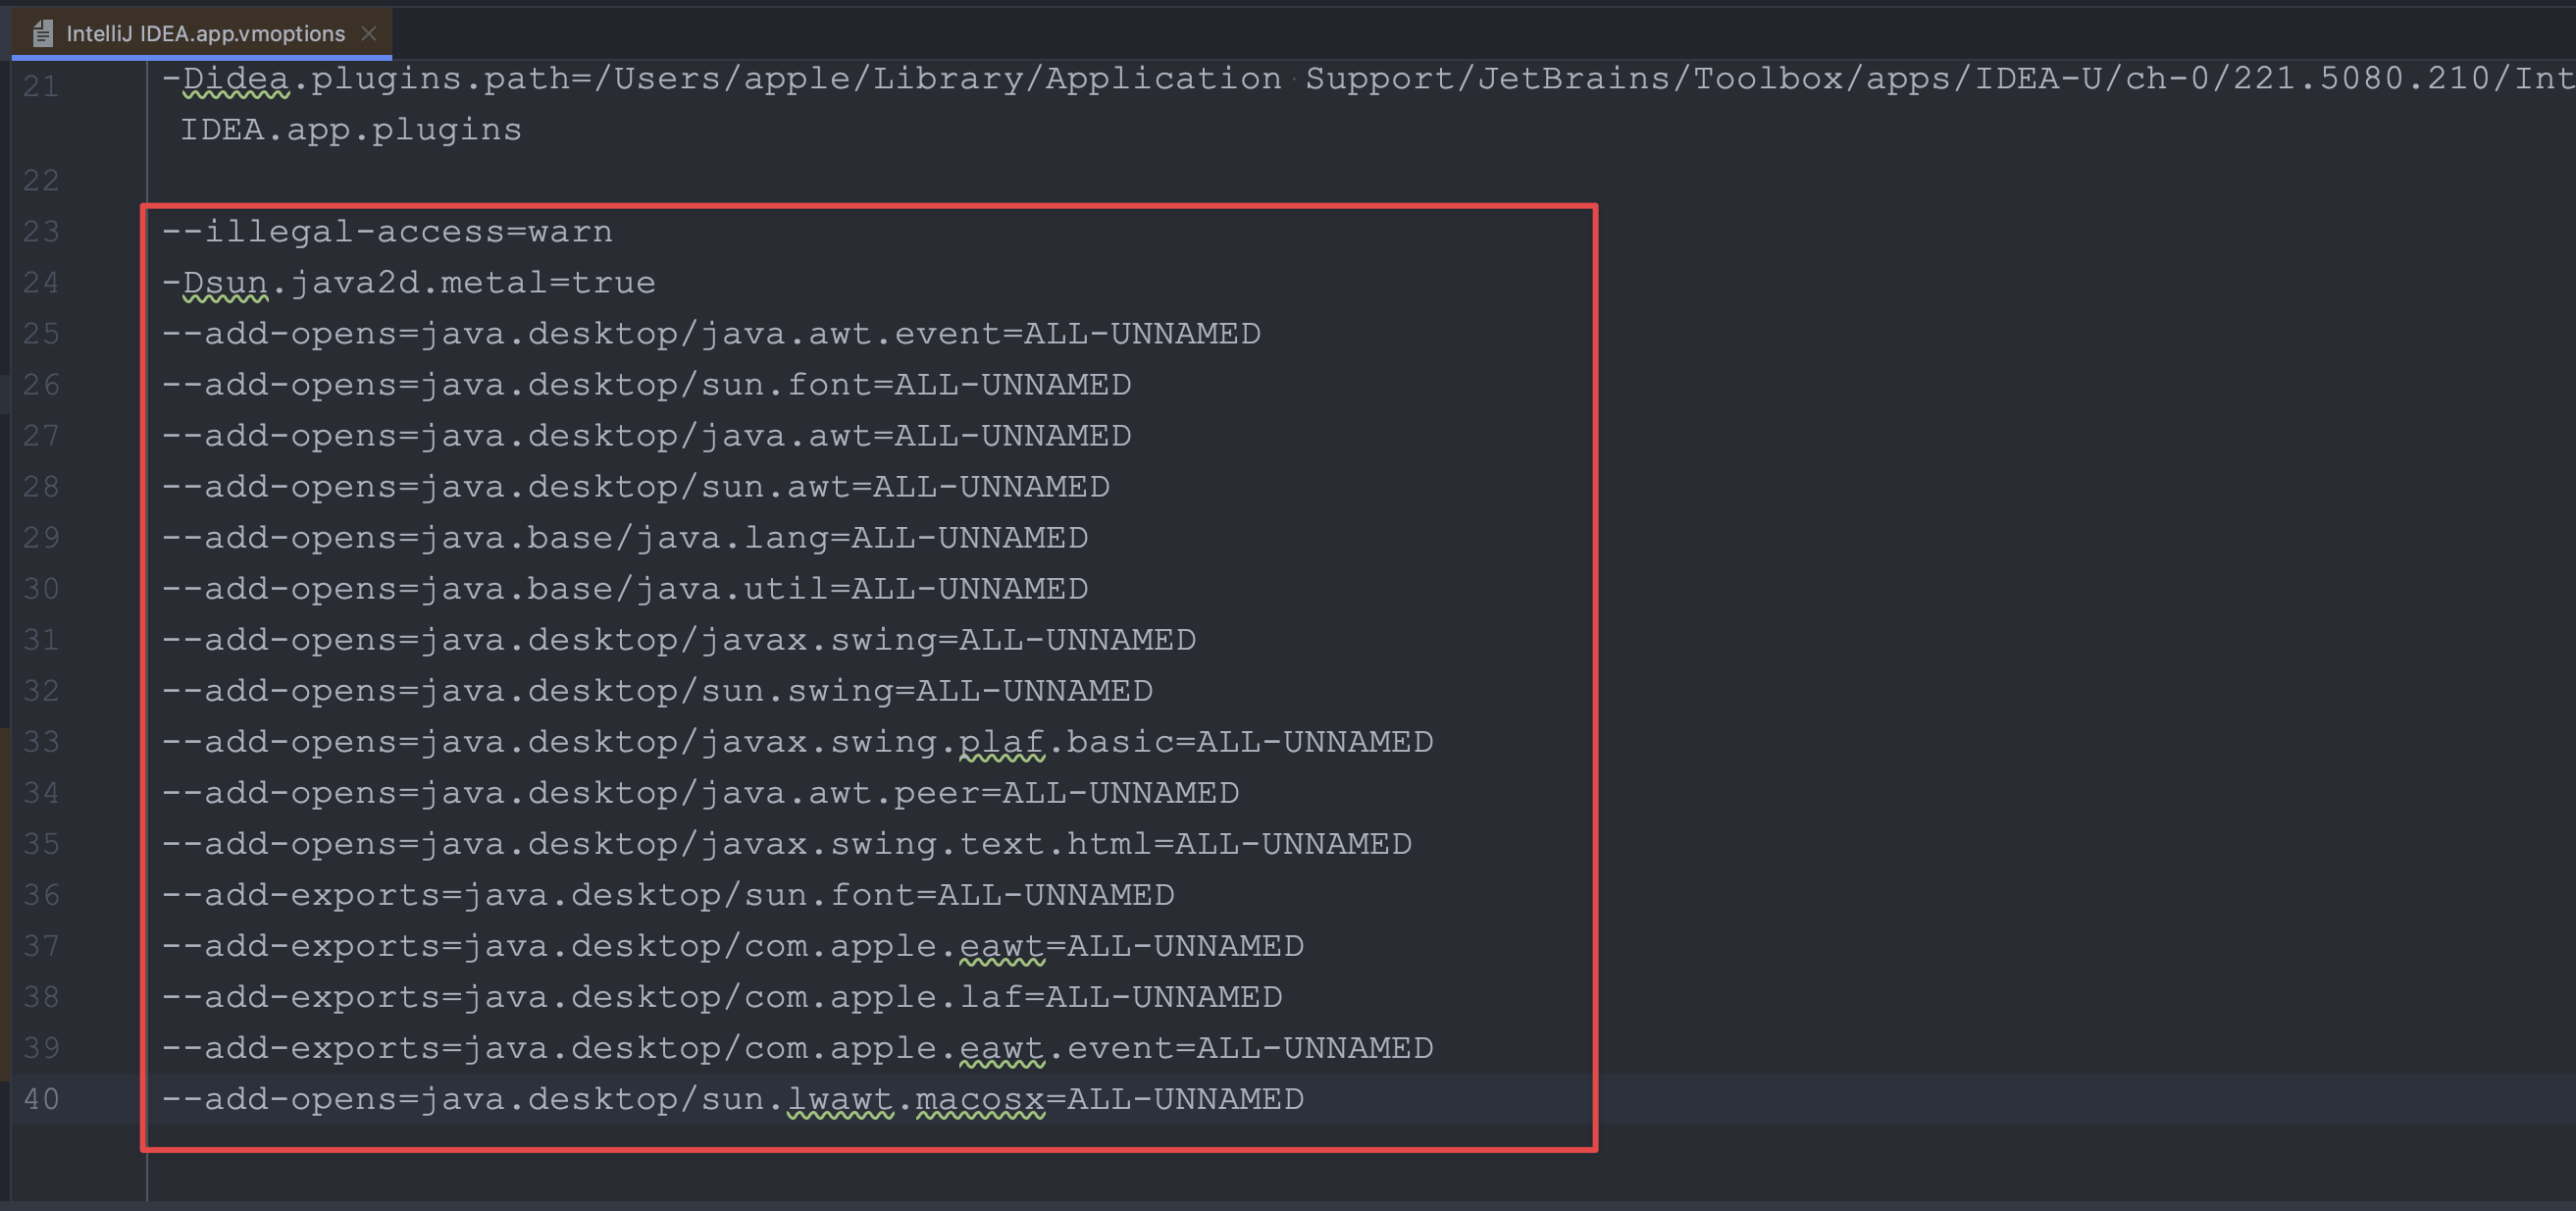 IntelliJ IDEA.app.vmoptions
21 -Didea.plugins.path=/Users/apple/Library/Application Support/JetBrains/Toolbox/apps/IDEA-U/ch-0/221.5080.210/Int
IDEA.app.plugins
22
23 --illegal-access=warn
24 -Dsun.java2d.metal=true
25 --add-opens=java.desktop/java.awt.event=ALL-UNNAMED
26 --add-opens=java.desktop/sun.font=ALL-UNNAMED
27 --add-opens=java.desktop/java.awt=ALL-UNNAMED
28 --add-opens=java.desktop/sun.awt=ALL-UNNAMED
29 --add-opens=java.base/java.lang=ALL-UNNAMED
30 --add-opens=java.base/java.util=ALL-UNNAMED
31 --add-opens=java.desktop/javax.swing=ALL-UNNAMED
32 --add-opens=java.desktop/sun.swing=ALL-UNNAMED
33 --add-opens=java.desktop/javax.swing.plaf.basic=ALL-UNNAMED
34 --add-opens=java.desktop/java.awt.peer=ALL-UNNAMED
35 --add-opens=java.desktop/javax.swing.text.html=ALL-UNNAMED
36 --add-exports=java.desktop/sun.font=ALL-UNNAMED
37 --add-exports=java.desktop/com.apple.eawt=ALL-UNNAMED
38 --add-exports=java.desktop/com.apple.laf=ALL-UNNAMED
39 --add-exports=java.desktop/com.apple.eawt.event=ALL-UNNAMED
40 --add-opens=java.desktop/sun.lwawt.macosx=ALL-UNNAMED